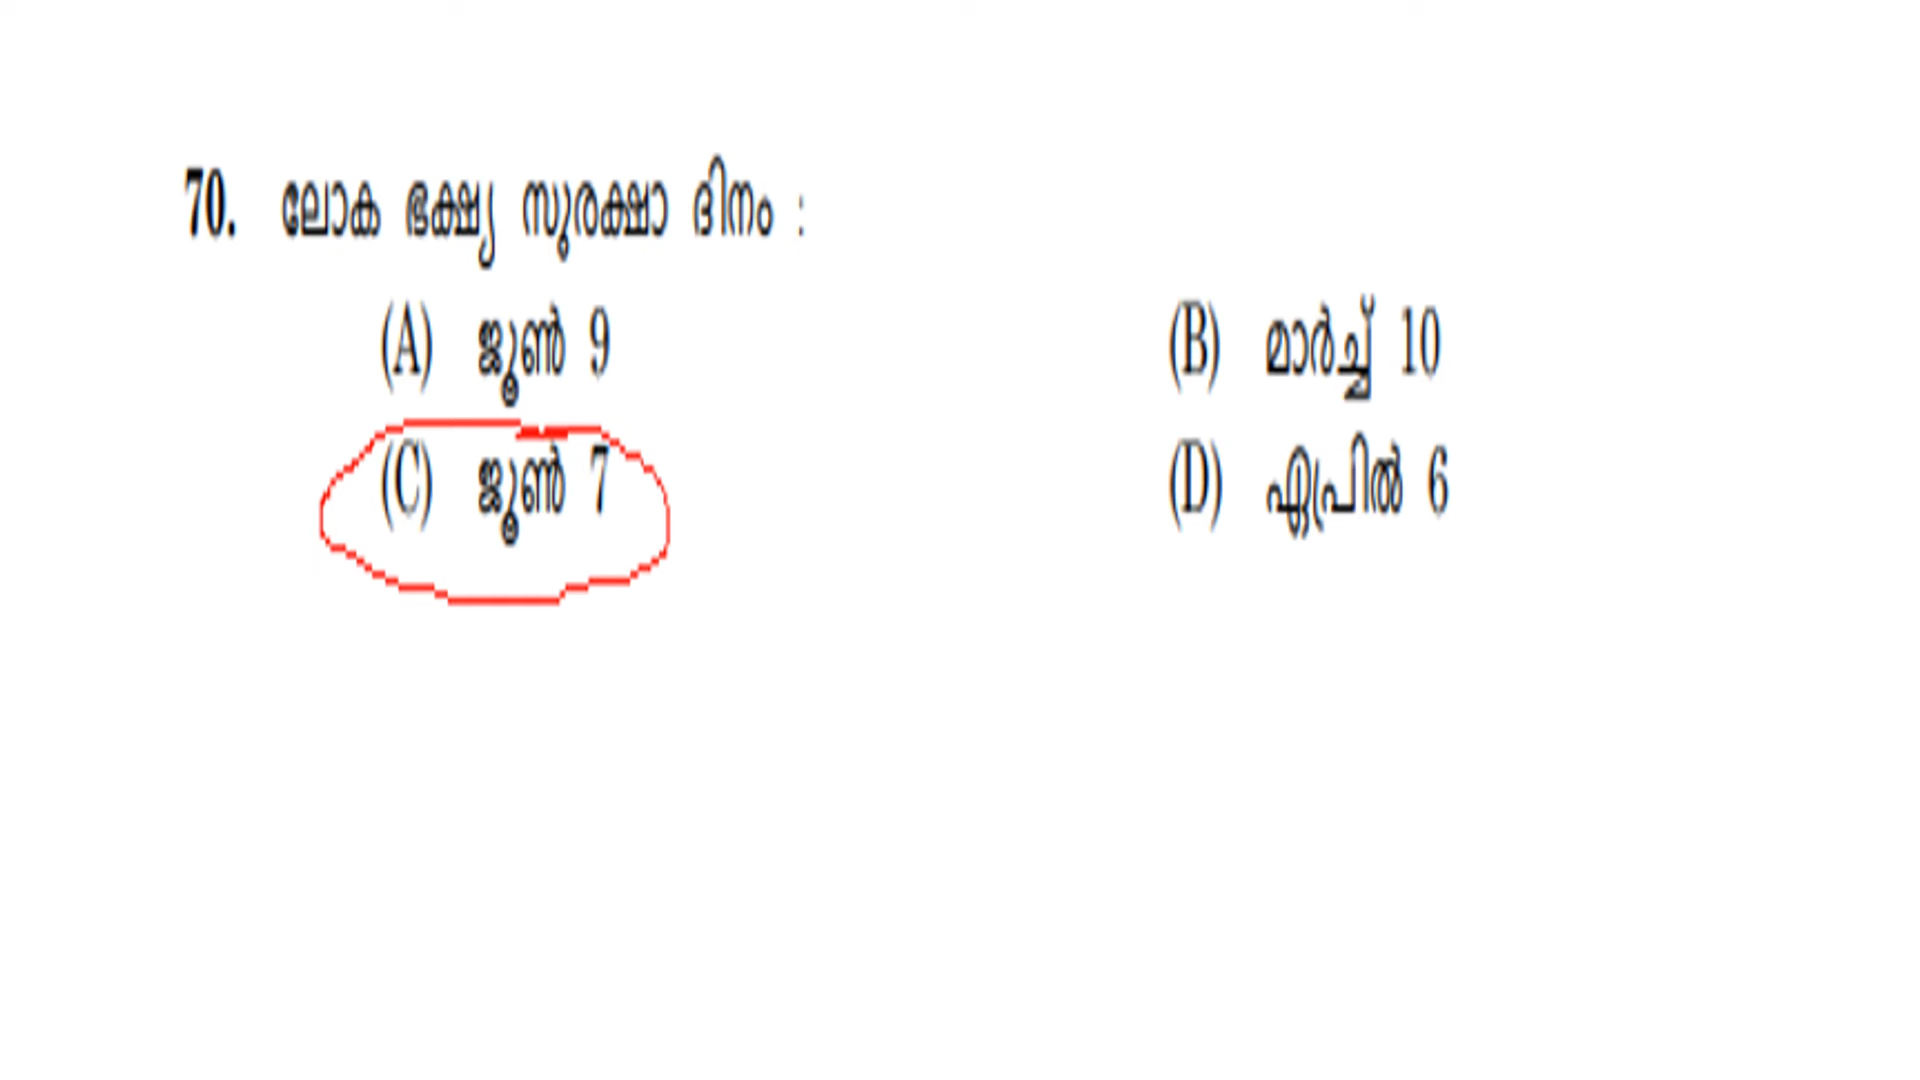 70. ലോക ഭക്ഷ്യ സുരക്ഷാ ദിനം :
(A) ജൂൺ 9 (B) മാർച്ച് 10
(C) ജൂൺ 7 (D) ഏപ്രിൽ 6